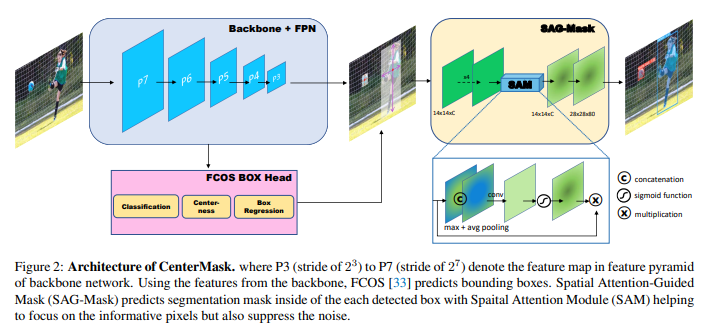 Backbone + FPN
SAG-Mask
P7
P6
P5
P4
P3
x4
SAM
14x14xC
14x14xC
28x28x80
FCOS BOX Head
Classification
Center-
ness
Box
Regression
C
conv
max + avg pooling
C concatenation
sigmoid function
X multiplication
Figure 2: Architecture of CenterMask. where P3 (stride of 2³) to P7 (stride of 2⁷) denote the feature map in feature pyramid
of backbone network. Using the features from the backbone, FCOS [33] predicts bounding boxes. Spatial Attention-Guided
Mask (SAG-Mask) predicts segmentation mask inside of the each detected box with Spaital Attention Module (SAM) helping
to focus on the informative pixels but also suppress the noise.